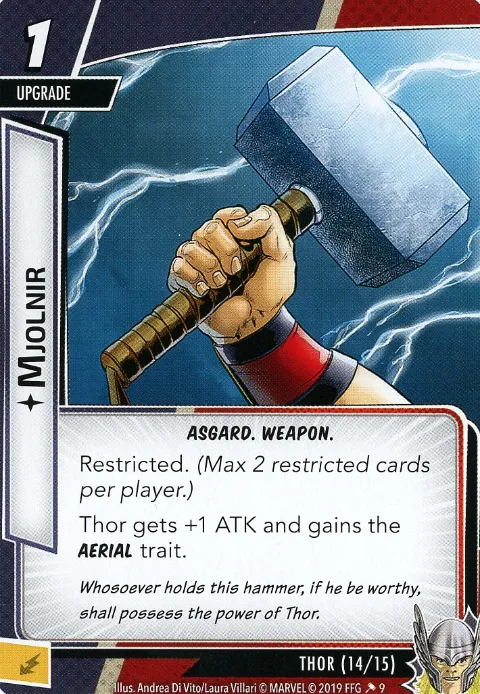 1
UPGRADE
MJOLNIR
ASGARD. WEAPON.
Restricted. (Max 2 restricted cards
per player.)
Thor gets +1 ATK and gains the
AERIAL trait.
Whosoever holds this hammer, if he be worthy,
shall possess the power of Thor.
THOR (14/15)
Illus. Andrea Di Vito/Laura Villari © MARVEL © 2019 FFG 9